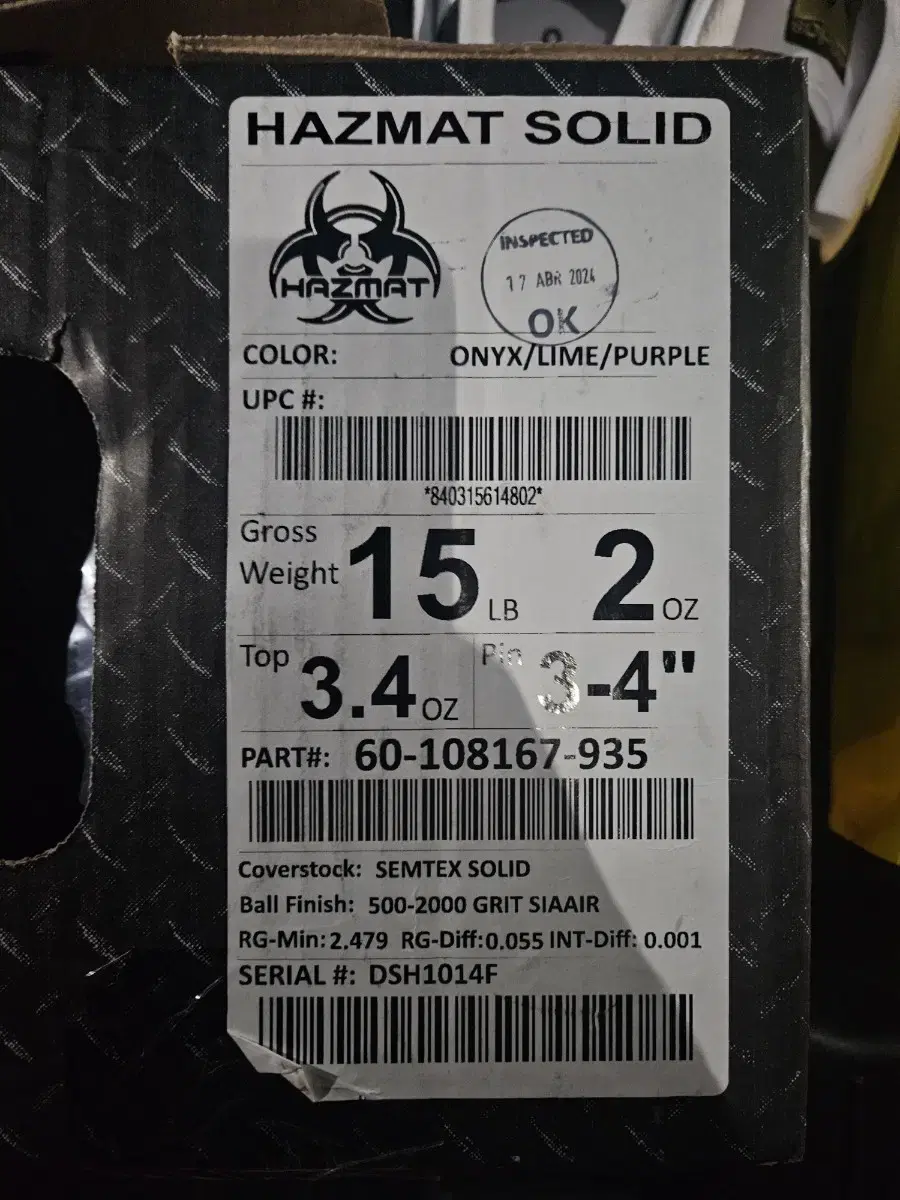 HAZMAT SOLID
HAZMAT
INSPECTED
17 ABR 2024
OK
COLOR: ONYX/LIME/PURPLE
UPC #:
*840315614802*
Gross
Weight 15 LB 2 OZ
Top 3.4 OZ Pin 3-4"
PART#: 60-108167-935
Coverstock: SEMTEX SOLID
Ball Finish: 500-2000 GRIT SIAAIR
RG-Min: 2.479 RG-Diff: 0.055 INT-Diff: 0.001
SERIAL #: DSH1014F